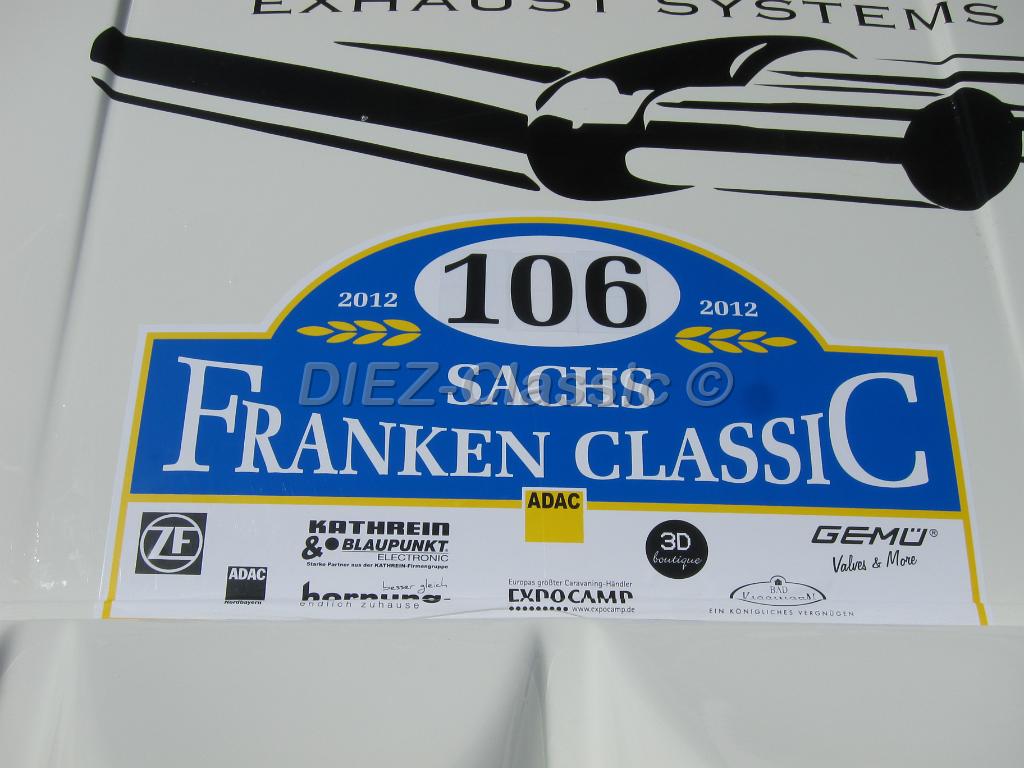 EXHAUST SYSTEMS
106
2012 2012
SACHS
FRANKEN CLASSIC
DIEZ-Classic ©
ADAC
ZF
KATHREIN
& BLAUPUNKT
ELECTRONIC
Starke Partner aus der KATHREIN-Firmengruppe
3D
boutique
GEMÜ®
Valves & More
ADAC
Nordbayern
besser gleich
hornung
endlich zuhause
Europas größter Caravaning-Händler
EXPOCAMP
www.expocamp.de
BAD
EIN KÖNIGLICHES VERGNÜGEN